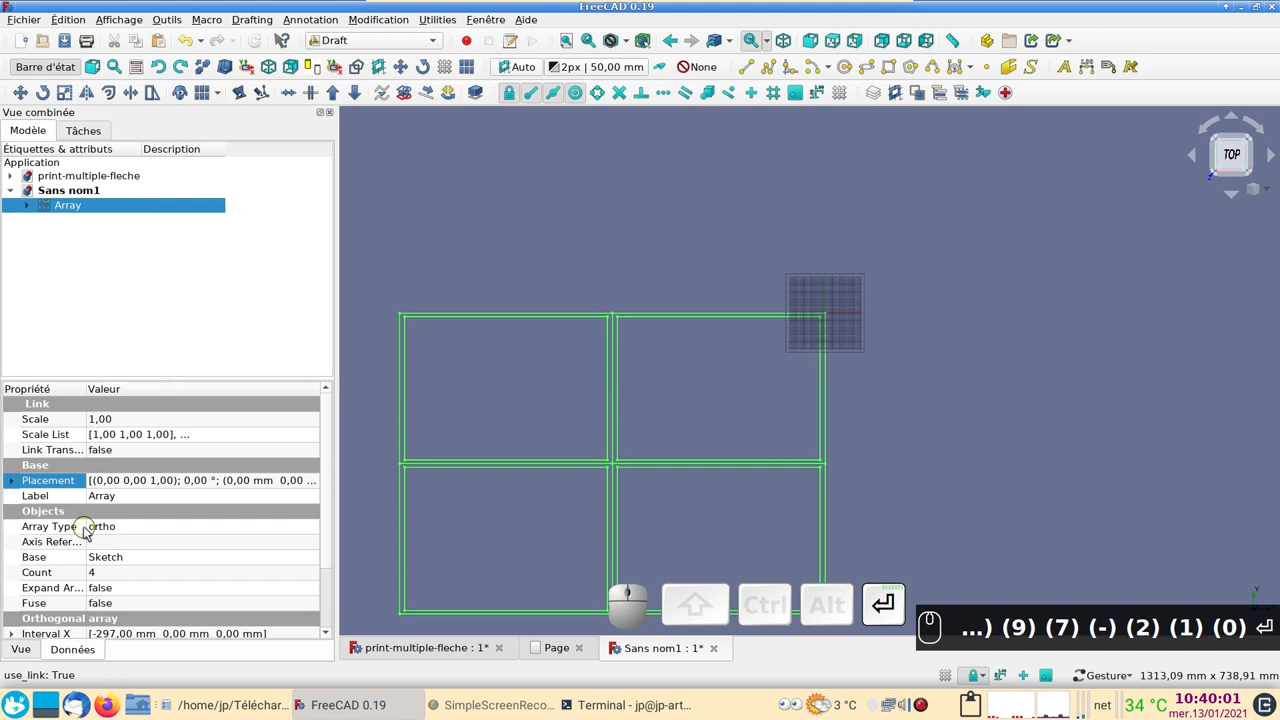 FreeCAD 0.19
Fichier Édition Affichage Outils Macro Drafting Annotation Modification Utilities Fenêtre Aide
Draft
Barre d'état Auto 2px | 50,00 mm None
Vue combinée
Modèle Tâches
Étiquettes & attributs Description
Application
print-multiple-fleche
Sans nom1
Array
TOP
Propriété Valeur
Link
Scale 1,00
Scale List [1,00 1,00 1,00], ...
Link Trans... false
Base
Placement [(0,00 0,00 1,00); 0,00 °; (0,00 mm 0,00 ...
Label Array
Objects
Array Type ortho
Axis Refer...
Base Sketch
Count 4
Expand Ar... false
Fuse false
Orthogonal array
Interval X [-297,00 mm 0,00 mm 0,00 mm]
Ctrl Alt
...) (9) (7) (-) (2) (1) (0) ⏎
Vue Données
print-multiple-fleche : 1* Page Sans nom1 : 1*
use_link: True Gesture 1313,09 mm x 738,91 mm
/home/jp/Téléchar... FreeCAD 0.19 SimpleScreenReco... Terminal - jp@jp-art... 3 °C net 34 °C 10:40:01
mer.13/01/2021